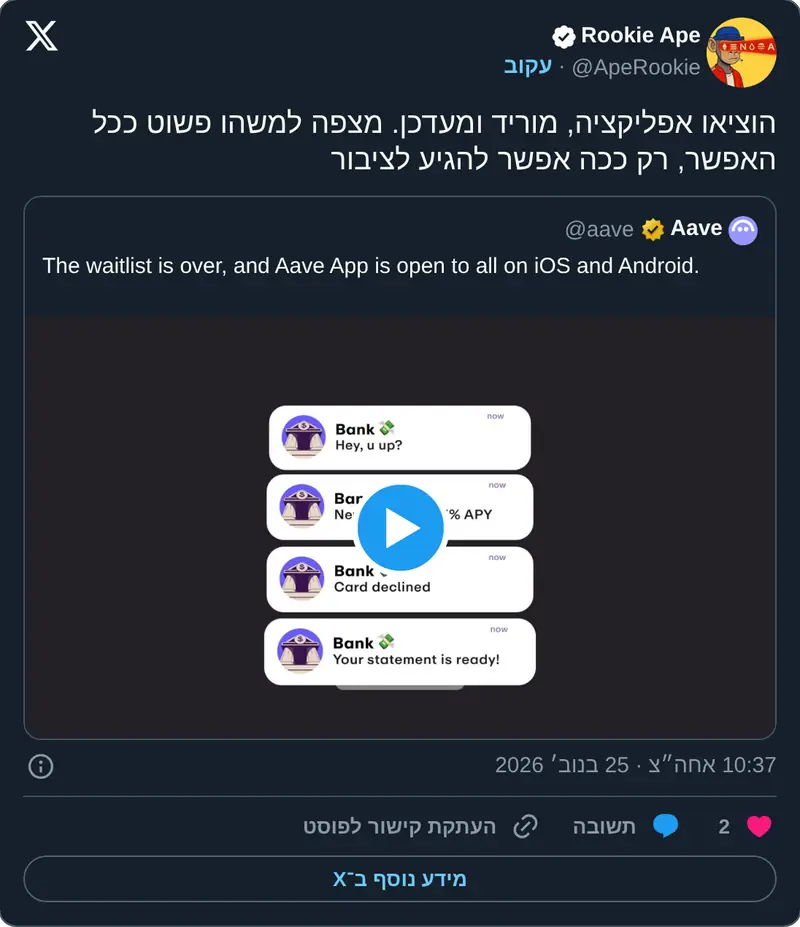 Rookie Ape
@ApeRookie · עקוב
הוציאו אפליקציה, מוריד ומעדכן. מצפה למשהו פשוט ככל
האפשר, רק ככה אפשר להגיע לציבור
Aave @aave
The waitlist is over, and Aave App is open to all on iOS and Android.
Bank 💸 now
Hey, u up?
now
% APY
Bank now
Card declined
Bank 💸 now
Your statement is ready!
10:37 אחה״צ · 25 בנוב׳ 2026
2 תשובה העתקת קישור לפוסט
מידע נוסף ב־X